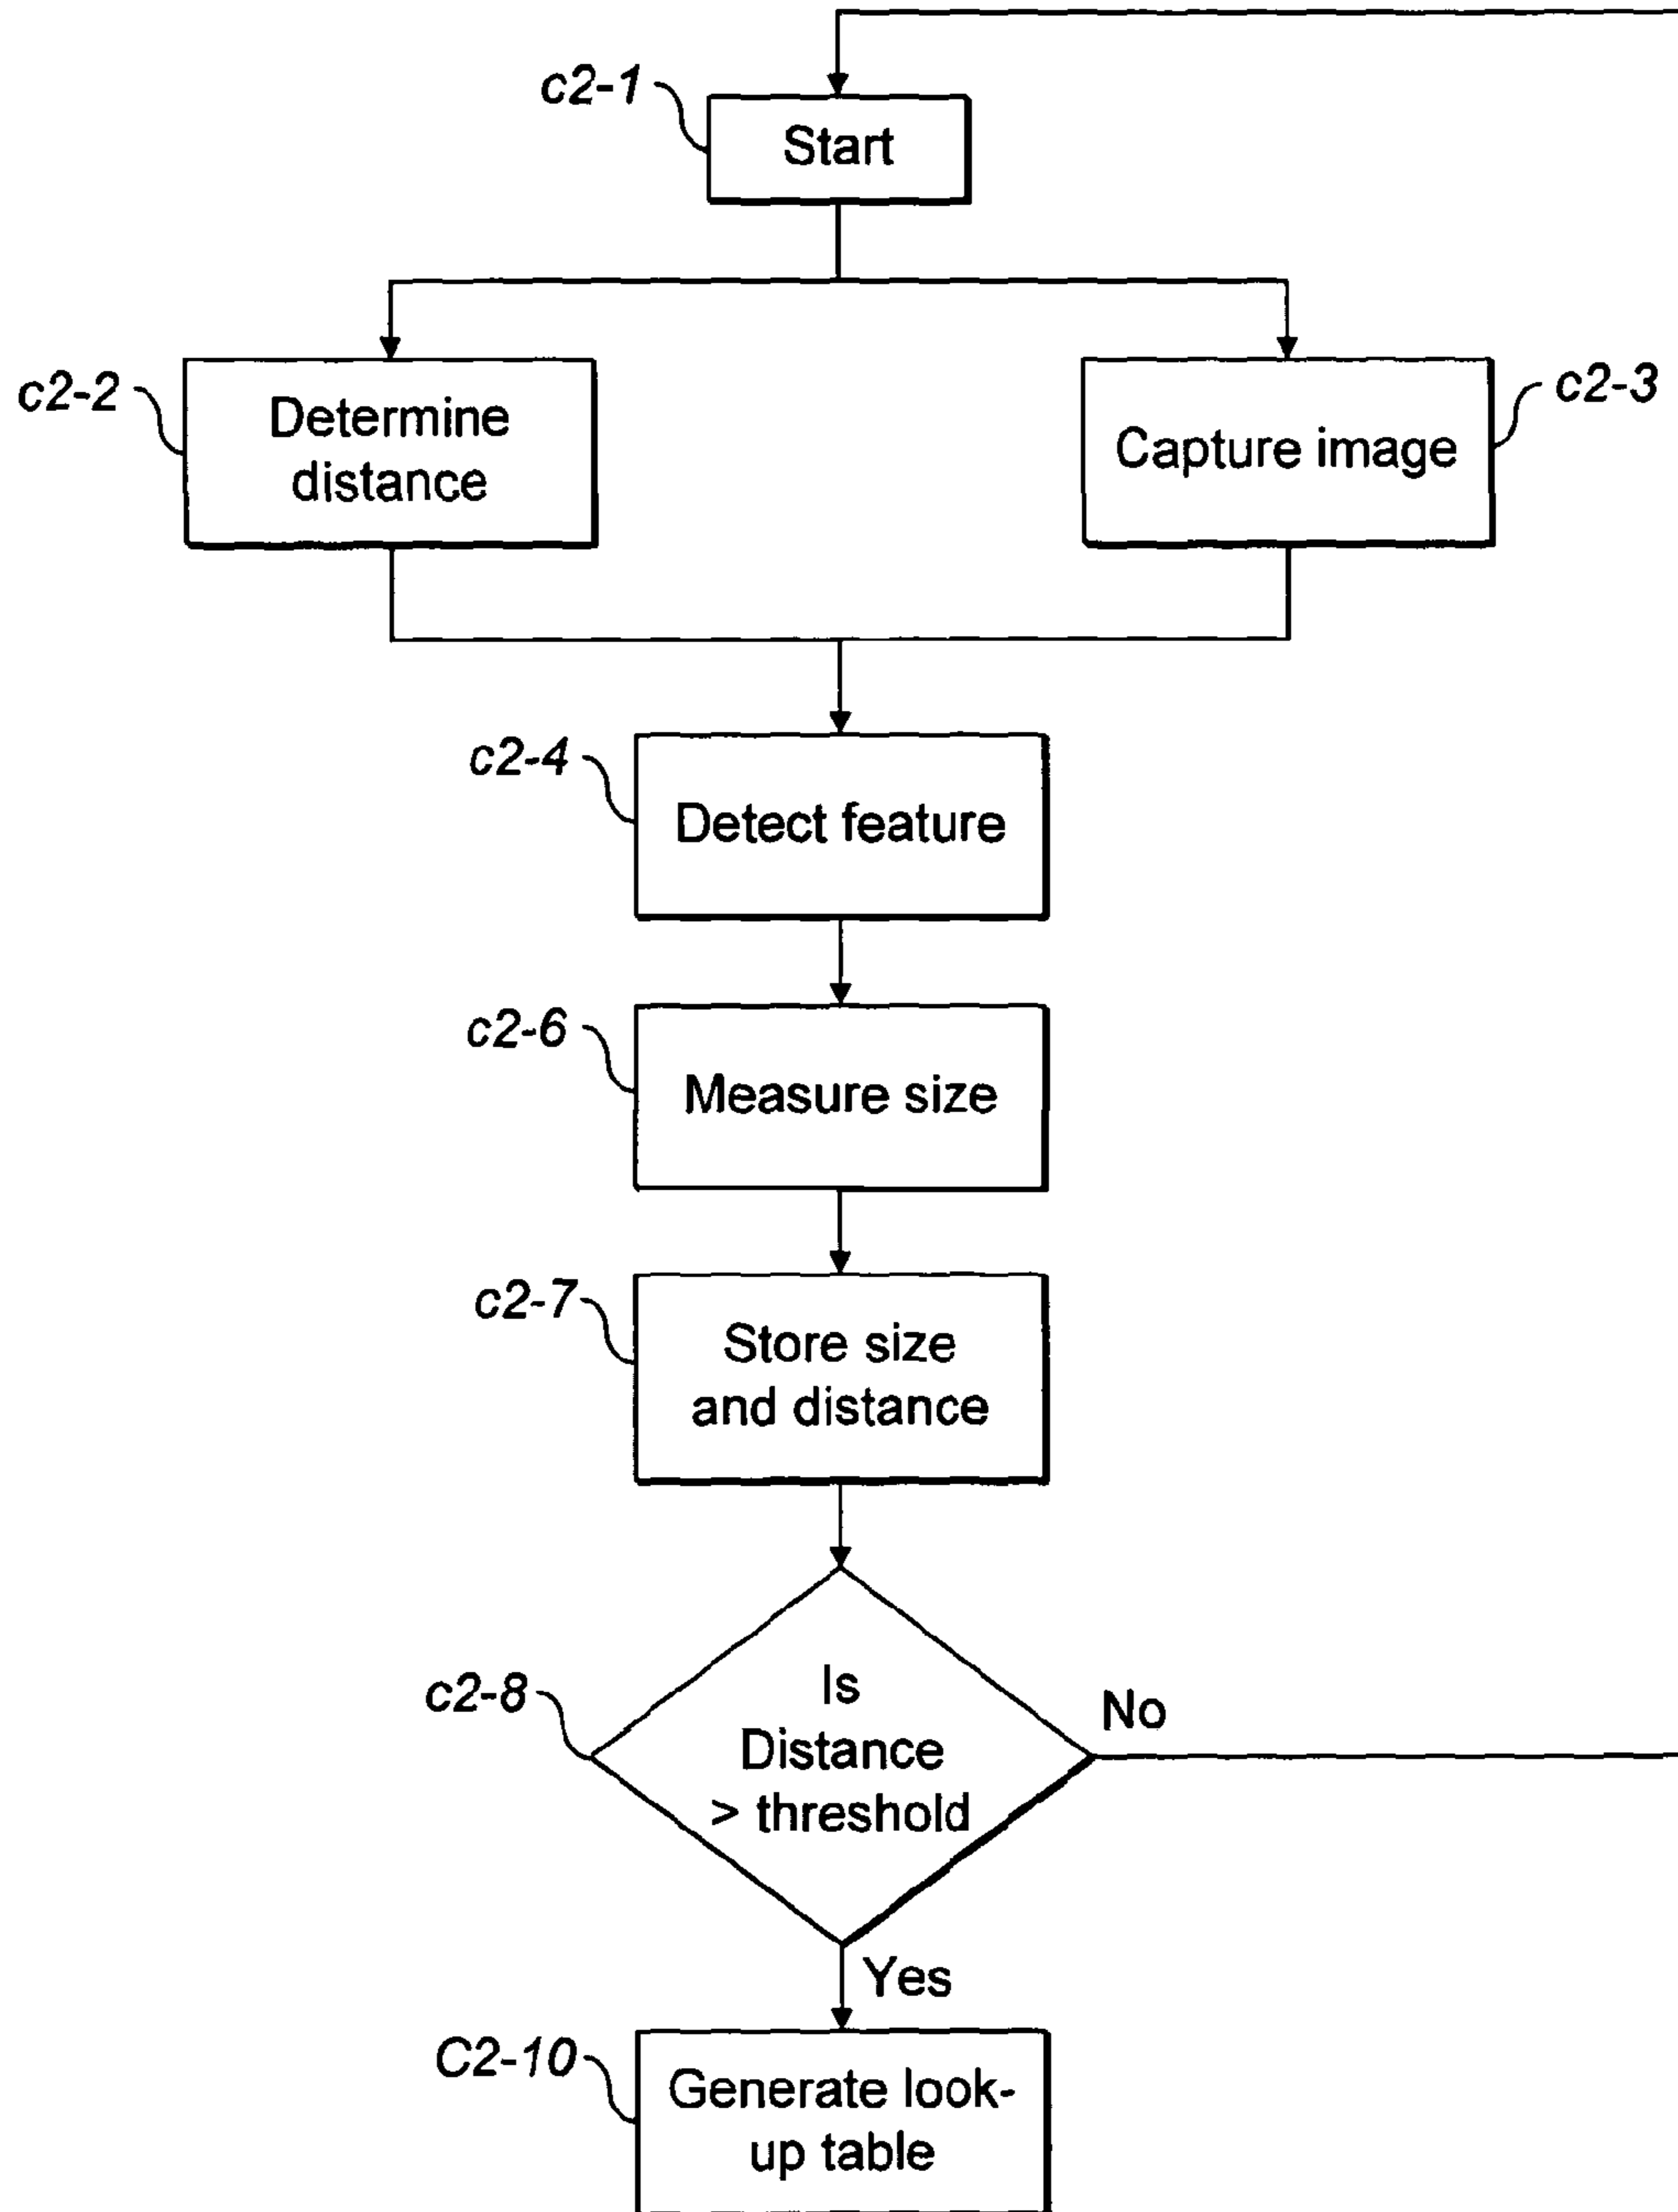 c2-1
Start
c2-2
Determine
distance
Capture image
c2-3
c2-4
Detect feature
c2-6
Measure size
c2-7
Store size
and distance
c2-8
Is
Distance
> threshold
No
Yes
C2-10
Generate look-
up table